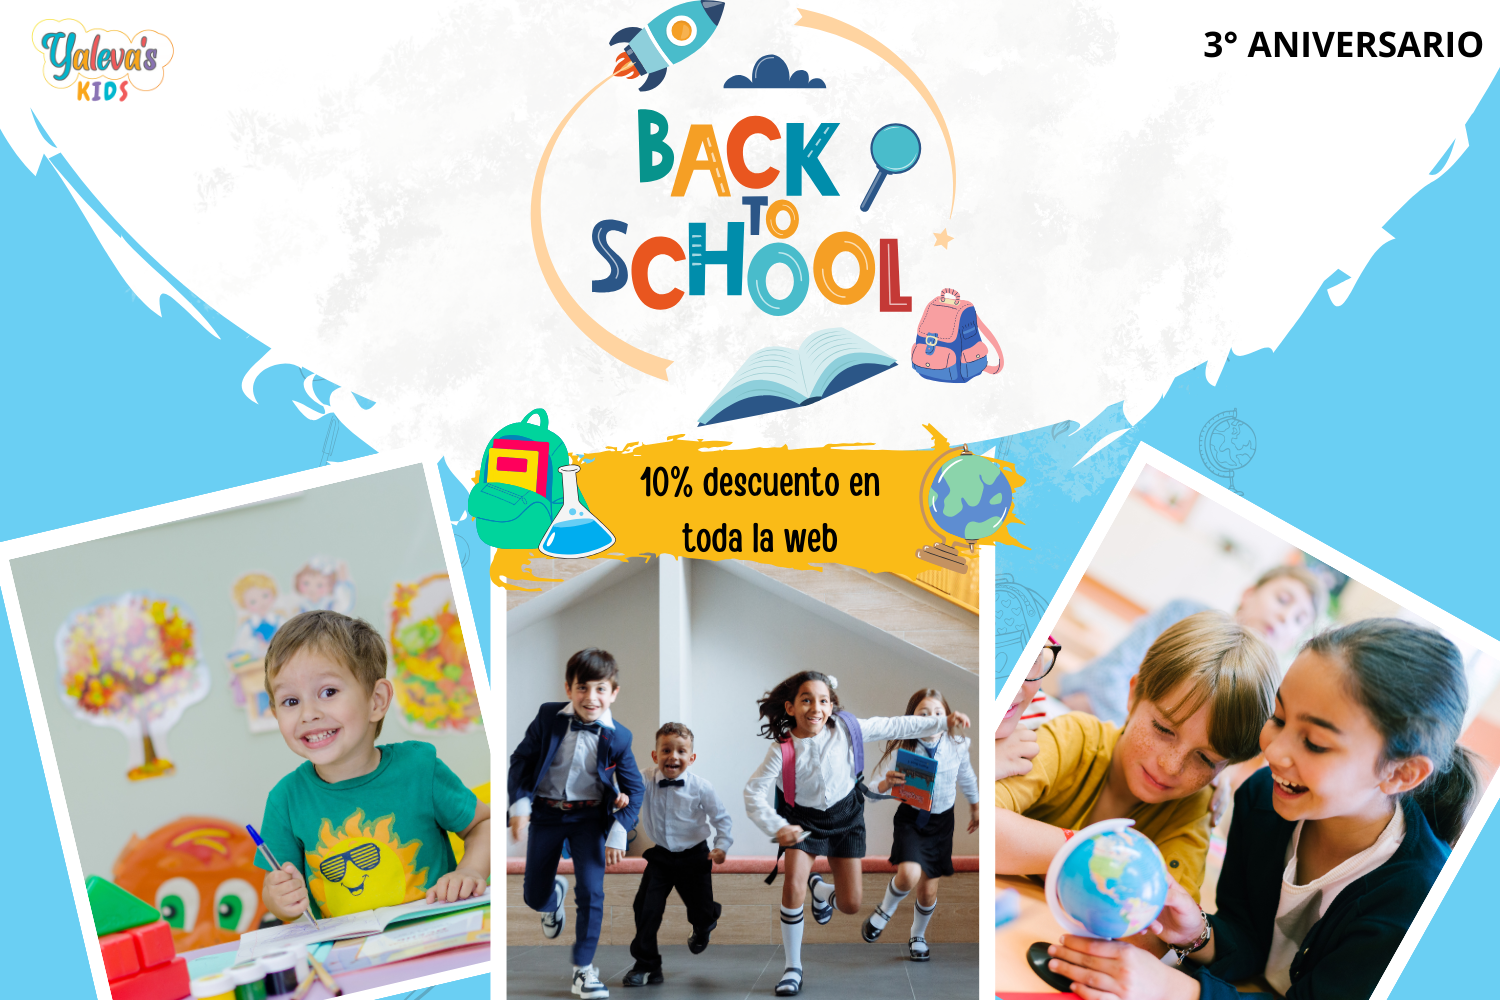 Yaleva's
KIDS
3° ANIVERSARIO
BACK
TO
SCHOOL
10% descuento en
toda la web